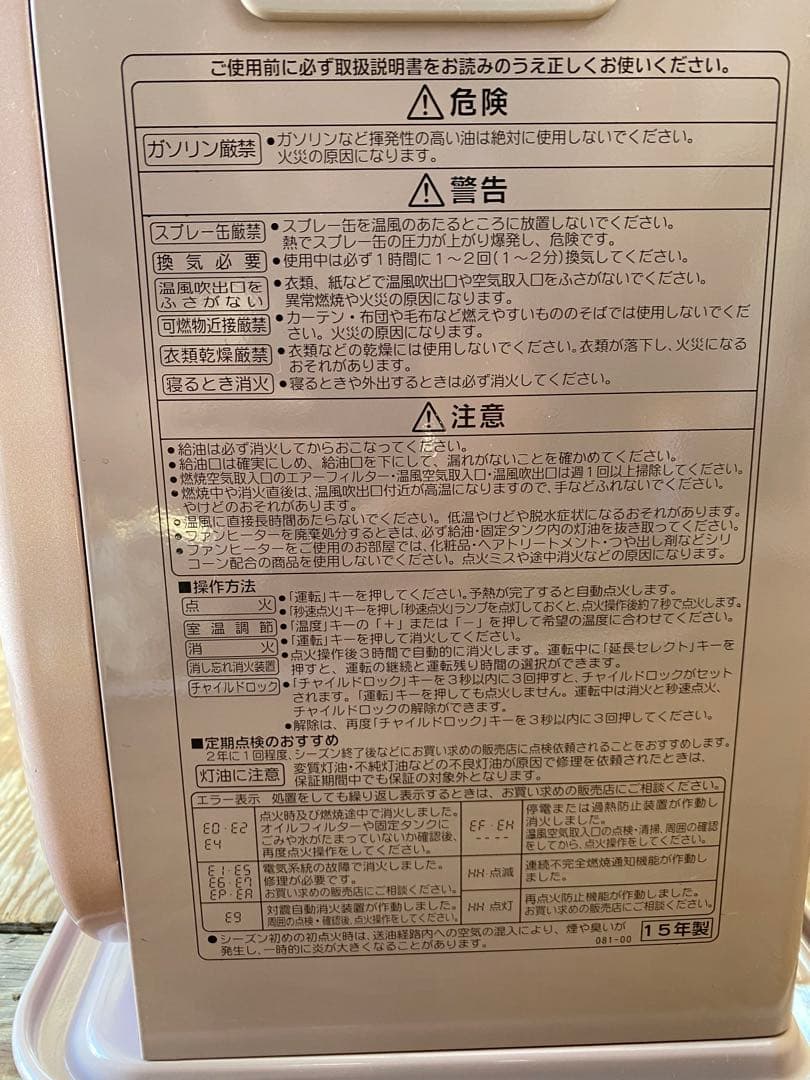 ご使用前に必ず取扱説明書をお読みのうえ正しくお使いください。
危険
ガソリン厳禁 ●ガソリンなど揮発性の高い油は絶対に使用しないでください。
火災の原因になります。
警告
スプレー缶厳禁 ●スプレー缶を温風のあたるところに放置しないでください。
熱でスプレー缶の圧力が上がり爆発し、危険です。
換気必要 ●使用中は必ず1時間に1〜2回(1〜2分)換気してください。
温風吹出口を
ふさがない
●衣類、紙などで温風吹出口や空気取入口をふさがないでください。
異常燃焼や火災の原因になります。
可燃物近接厳禁 ●カーテン・布団や毛布など燃えやすいもののそばでは使用しないでくだ
さい。火災の原因になります。
衣類乾燥厳禁 ●衣類などの乾燥には使用しないでください。衣類が落下し、火災になる
おそれがあります。
寝るとき消火 ●寝るときや外出するときは必ず消火してください。
注意
●給油は必ず消火してからおこなってください。
●給油口は確実にしめ、給油口を下にして、漏れがないことを確かめてください。
●燃焼空気取入口のエアーフィルター・温風空気取入口・温風吹出口は週1回以上掃除してください。
●燃焼中や消火直後は、温風吹出口付近が高温になりますので、手などふれないでください。
やけどのおそれがあります。
●温風に直接長時間あたらないでください。低温やけどや脱水症状になるおそれがあります。
●ファンヒーターを廃棄処分するときは、必ず給油・固定タンク内の灯油を抜き取ってください。
●ファンヒーターをご使用のお部屋では、化粧品・ヘアトリートメント・つや出し剤などシリ
コーン配合の商品を使用しないでください。点火ミスや途中消火などの原因になります。
■操作方法
点火 ●「運転」キーを押してください。予熱が完了すると自動点火します。
●「秒速点火」キーを押し「秒速点火」ランプを点灯しておくと、点火操作後約7秒で点火します。
室温調節 ●「温度」キーの「+」または「−」を押して希望の温度に合わせてください。
消火 ●「運転」キーを押して消火してください。
消し忘れ消火装置 ●点火操作後3時間で自動的に消火します。運転中に「延長セレクト」キーを
押すと、運転の継続と運転残り時間の選択ができます。
チャイルドロック ●「チャイルドロック」キーを3秒以内に3回押すと、チャイルドロックがセット
されます。「運転」キーを押しても点火しません。運転中は消火と秒速点火、
チャイルドロックの解除ができます。
●解除は、再度「チャイルドロック」キーを3秒以内に3回押してください。
■定期点検のおすすめ
2年に1回程度、シーズン終了後などにお買い求めの販売店に点検依頼されることをおすすめします。
灯油に注意 変質灯油・不純灯油などの不良灯油が原因で修理を依頼されたときは、
保証期間中でも保証の対象外となります。
エラー表示 処置をしても繰り返し表示するときは、お買い求めの販売店にご相談ください。
E0・E2
E4
点火時及び燃焼途中で消火しました。
オイルフィルターや固定タンクに
ごみや水がたまっていないか確認後、
再度点火操作をしてください。
EF・EH
----
停電または過熱防止装置が作動し
消火しました。
温風空気取入口の点検・清掃、周囲の確認
をしてから、点火操作をしてください。
E1・E5
E6・E7
EP・EA
電気系統の故障で消火しました。
修理が必要です。
お買い求めの販売店にご相談ください。
HH・点滅 連続不完全燃焼通知機能が作動し
ました。
E9 対震自動消火装置が作動しました。
周囲の点検・確認後、点火操作をしてください。
HH 点灯 再点火防止機能が作動しました。
お買い求めの販売店にご相談ください。
●シーズン初めの初点火時は、送油経路内への空気の混入により、煙や臭いが
発生し、一時的に炎が大きくなることがあります。
081-00
15年製